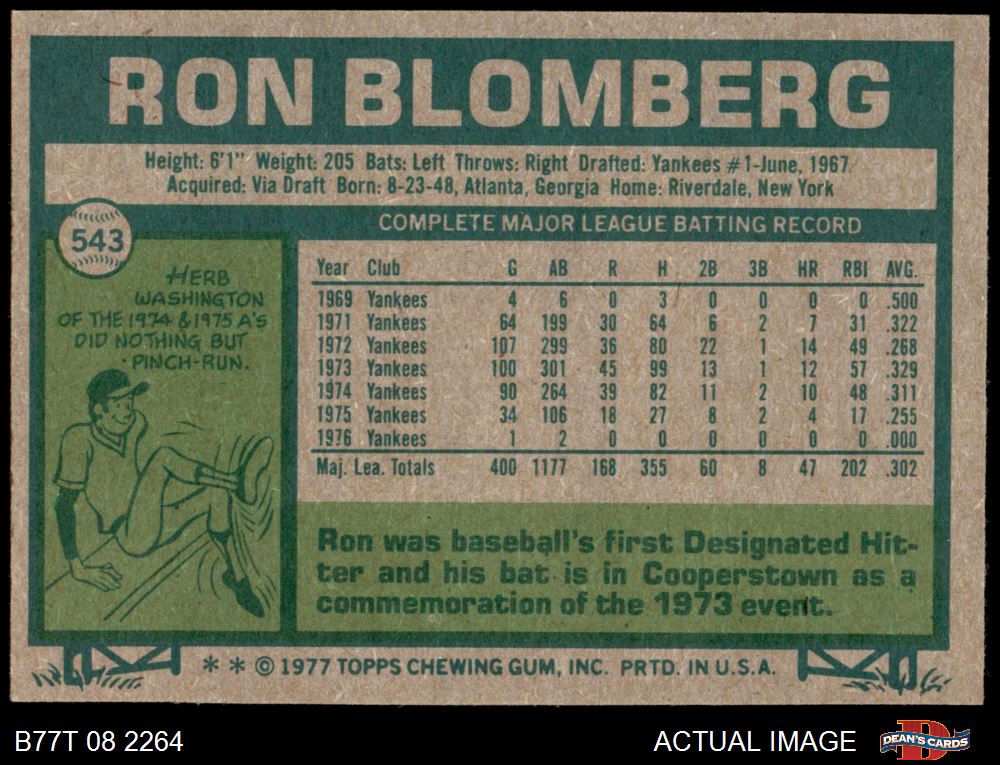 RON BLOMBERG
Height: 6'1" Weight: 205 Bats: Left Throws: Right Drafted: Yankees #1-June, 1967
Acquired: Via Draft Born: 8-23-48, Atlanta, Georgia Home: Riverdale, New York
543
HERB
WASHINGTON
OF THE 1974 & 1975 A'S
DID NOTHING BUT
PINCH-RUN.
COMPLETE MAJOR LEAGUE BATTING RECORD
Year Club G AB R H 2B 3B HR RBI AVG.
1969 Yankees 4 6 0 3 0 0 0 0 .500
1971 Yankees 64 199 30 64 6 2 7 31 .322
1972 Yankees 107 299 36 80 22 1 14 49 .268
1973 Yankees 100 301 45 99 13 1 12 57 .329
1974 Yankees 90 264 39 82 11 2 10 48 .311
1975 Yankees 34 106 18 27 8 2 4 17 .255
1976 Yankees 1 2 0 0 0 0 0 0 .000
Maj. Lea. Totals 400 1177 168 355 60 8 47 202 .302
Ron was baseball's first Designated Hit-
ter and his bat is in Cooperstown as a
commemoration of the 1973 event.
* * © 1977 TOPPS CHEWING GUM, INC. PRTD. IN U.S.A.
B77T 08 2264
ACTUAL IMAGE
D
DEAN'S CARDS